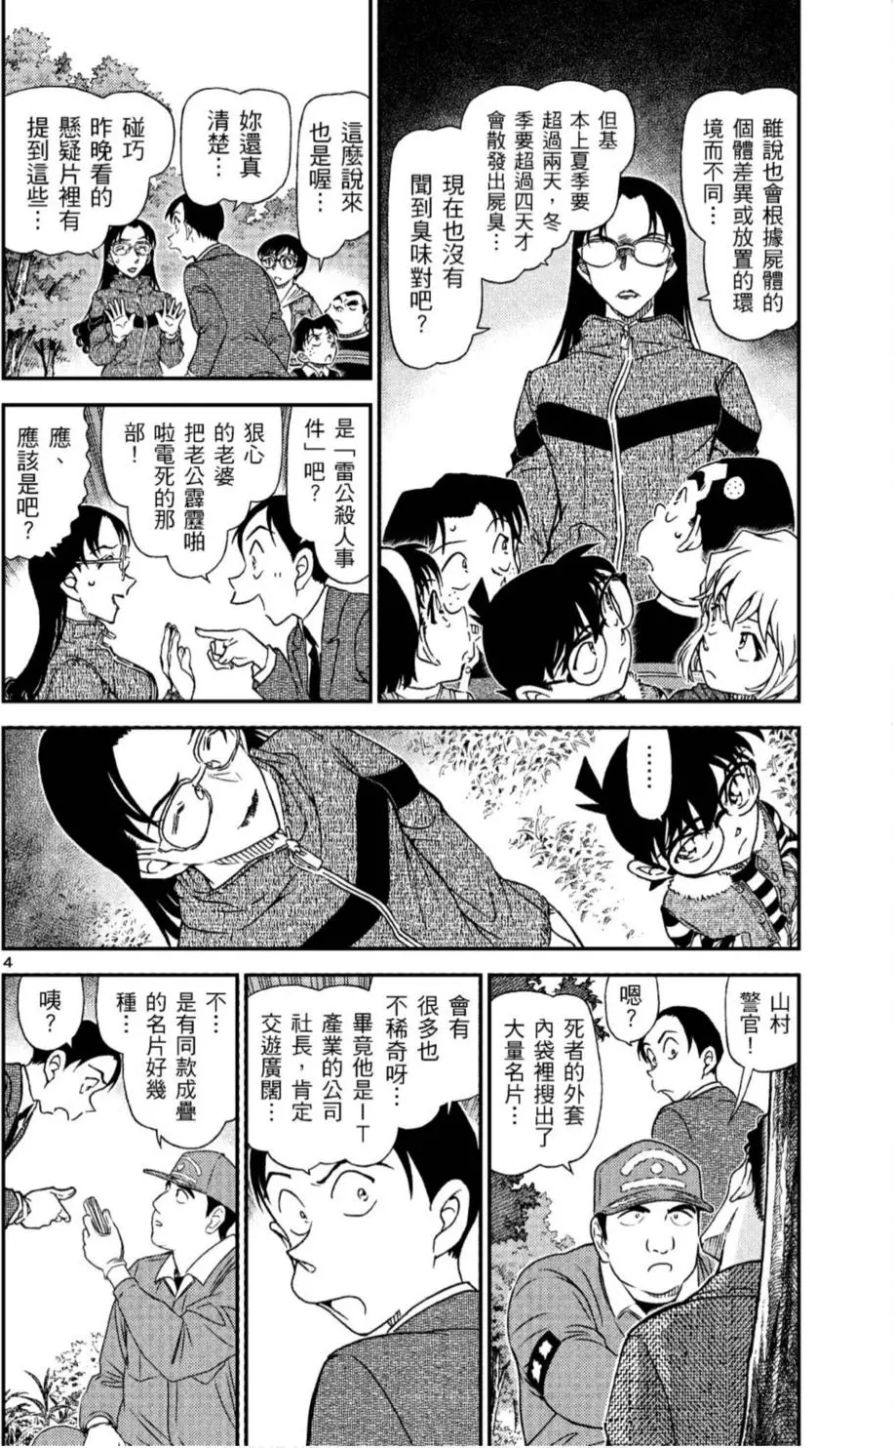 雖說也會根據屍體的
個體差異或放置的環
境而不同…
但基
本上夏季要
超過兩天，冬
季要超過四天才
會散發出屍臭…
現在也沒有
聞到臭味對吧？
這麼說來
也是喔…
妳還真
清楚…
碰巧
昨晚看的
懸疑片裡有
提到這些…
是「雷公殺人事
件」吧？
狠心
的老婆
把老公霹靂啪
啦電死的那
部！
應、
應該是吧？
……
山村
警官！
嗯？
死者的外套
內袋裡搜出了
大量名片…
會有
很多也
不稀奇呀…
畢竟他是IT
產業的公司
社長，肯定
交遊廣闊…
不…
是有同款成疊
的名片好幾
種…
咦？
4